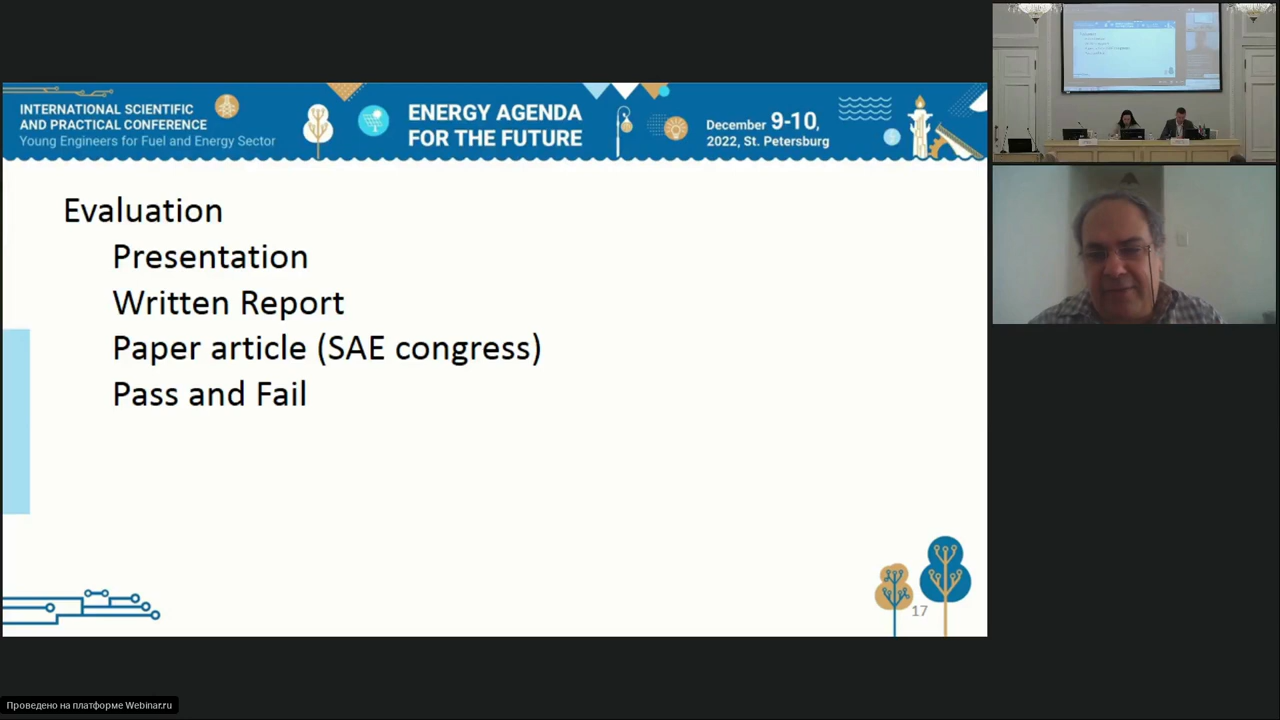 INTERNATIONAL SCIENTIFIC
AND PRACTICAL CONFERENCE
Young Engineers for Fuel and Energy Sector
ENERGY AGENDA
FOR THE FUTURE
December 9-10,
2022, St. Petersburg
Evaluation
Presentation
Written Report
Paper article (SAE congress)
Pass and Fail
17
Проведено на платформе Webinar.ru